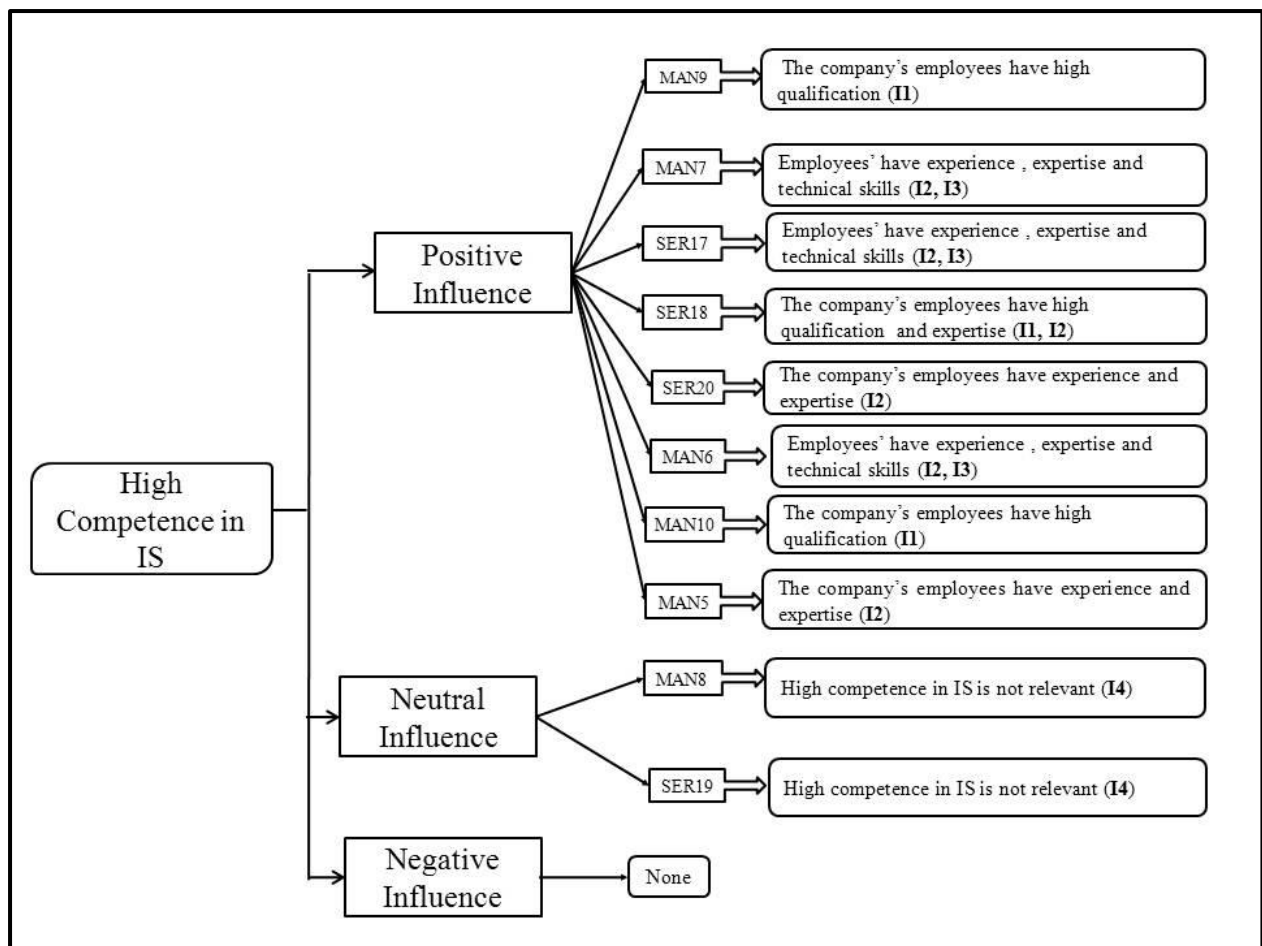 High
Competence in
IS
Positive
Influence
MAN9
The company's employees have high
qualification (I1)
MAN7
Employees' have experience , expertise and
technical skills (I2, I3)
SER17
Employees' have experience , expertise and
technical skills (I2, I3)
SER18
The company's employees have high
qualification and expertise (I1, I2)
SER20
The company's employees have experience and
expertise (I2)
MAN6
Employees' have experience , expertise and
technical skills (I2, I3)
MAN10
The company's employees have high
qualification (I1)
MAN5
The company's employees have experience and
expertise (I2)
Neutral
Influence
MAN8
High competence in IS is not relevant (I4)
SER19
High competence in IS is not relevant (I4)
Negative
Influence
None